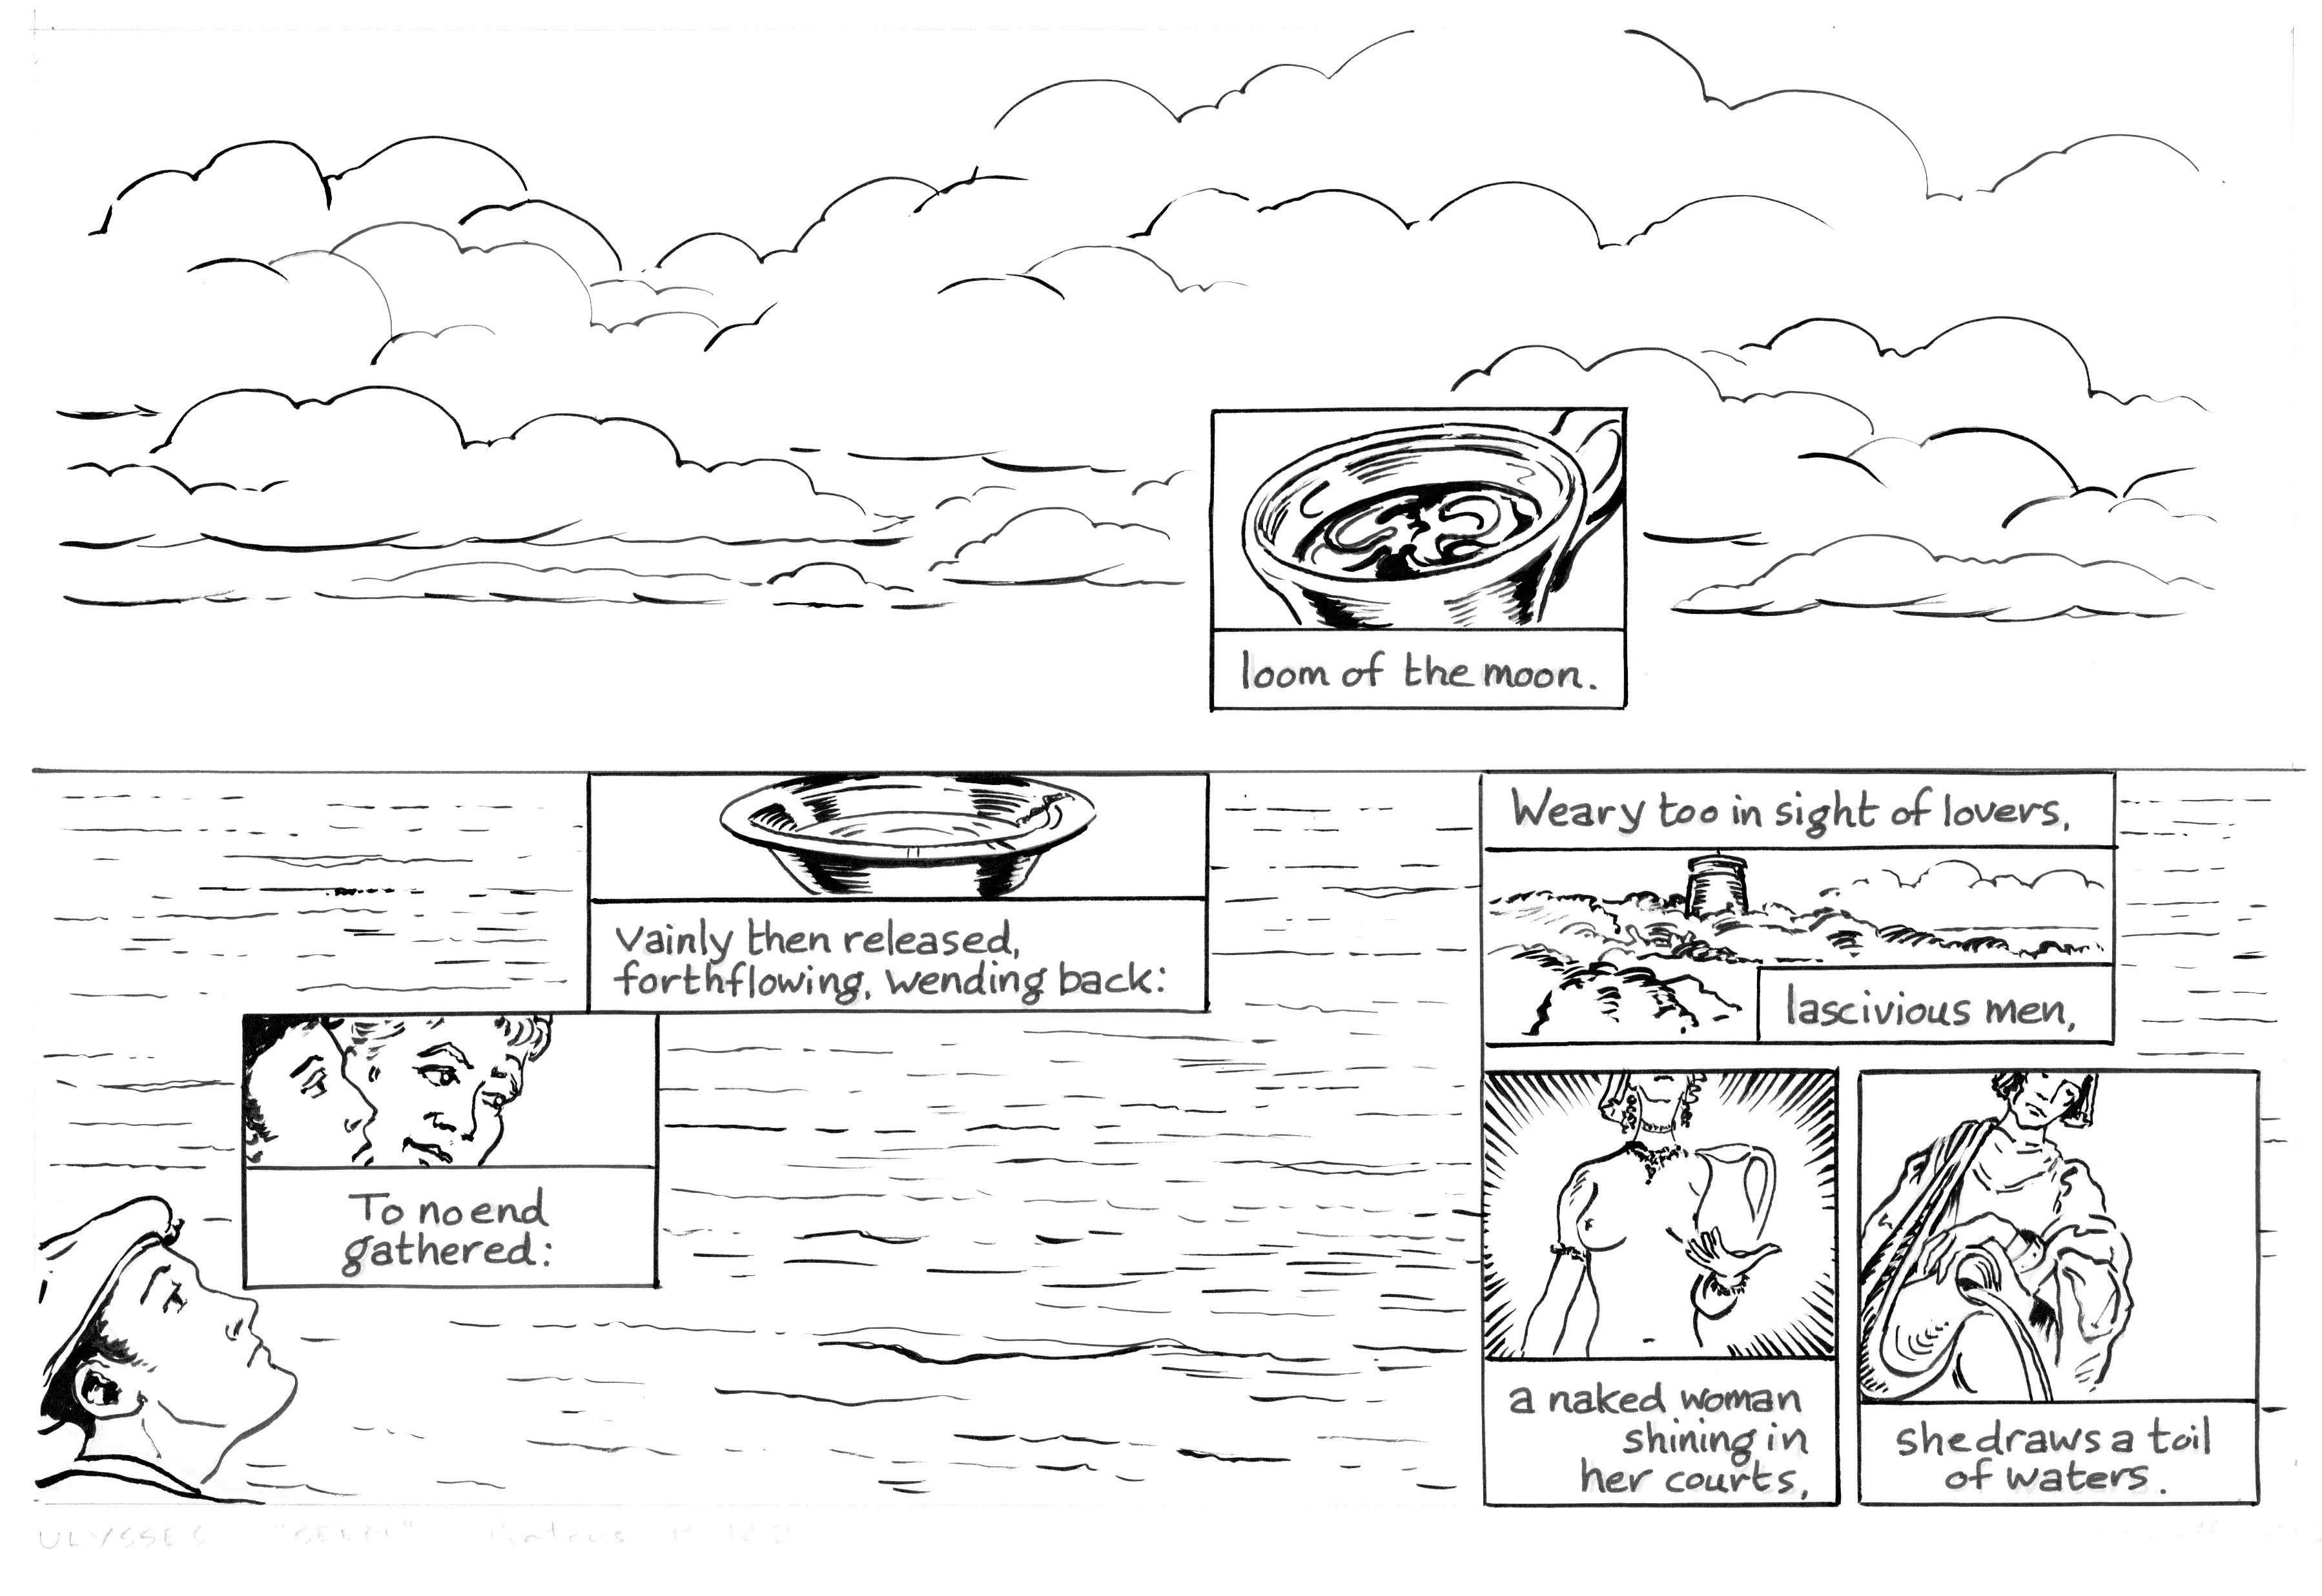 To no end
gathered:
vainly then released,
forthflowing, wending back:
loom of the moon.
Weary too in sight of lovers,
lascivious men,
a naked woman
shining in
her courts,
she draws a toil
of waters.
ULYSSES